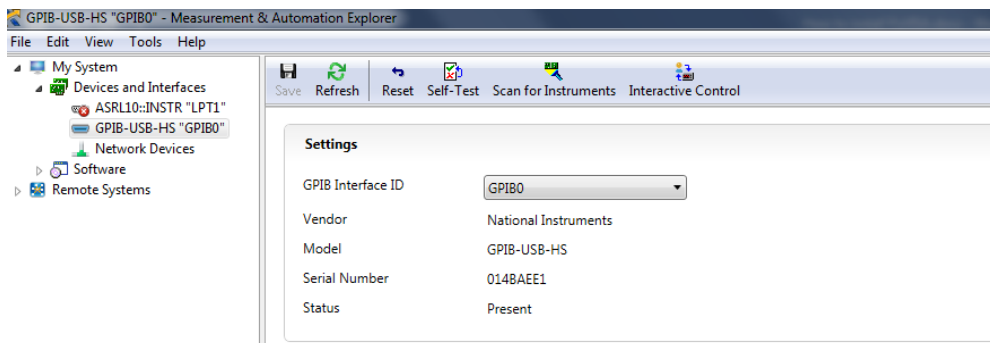 GPIB-USB-HS "GPIB0" - Measurement & Automation Explorer
File Edit View Tools Help
My System
Devices and Interfaces
ASRL10::INSTR "LPT1"
GPIB-USB-HS "GPIB0"
Network Devices
Software
Remote Systems
Save Refresh Reset Self-Test Scan for Instruments Interactive Control
Settings
GPIB Interface ID GPIB0
Vendor National Instruments
Model GPIB-USB-HS
Serial Number 014BAEE1
Status Present